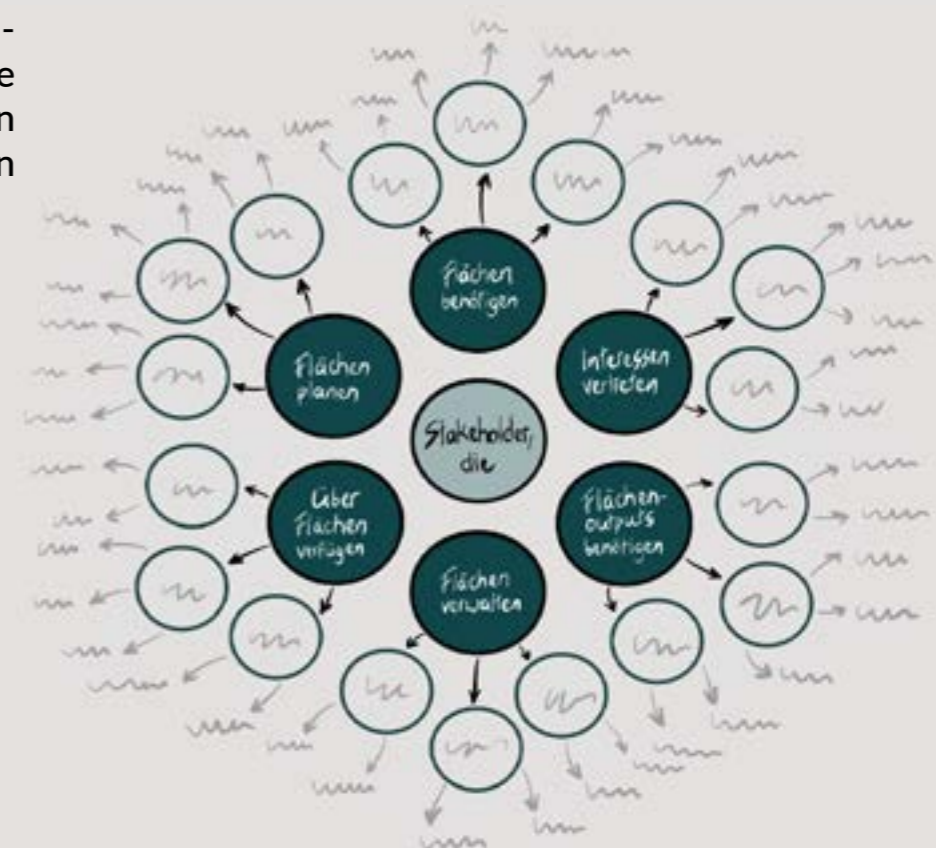 -
e
n
n
Flächen
benötigen
Flächen
planen
Interessen
vertreten
Stakeholder,
die
Über
Flächen
verfügen
Flächen-
outputs
benötigen
Flächen
verwalten